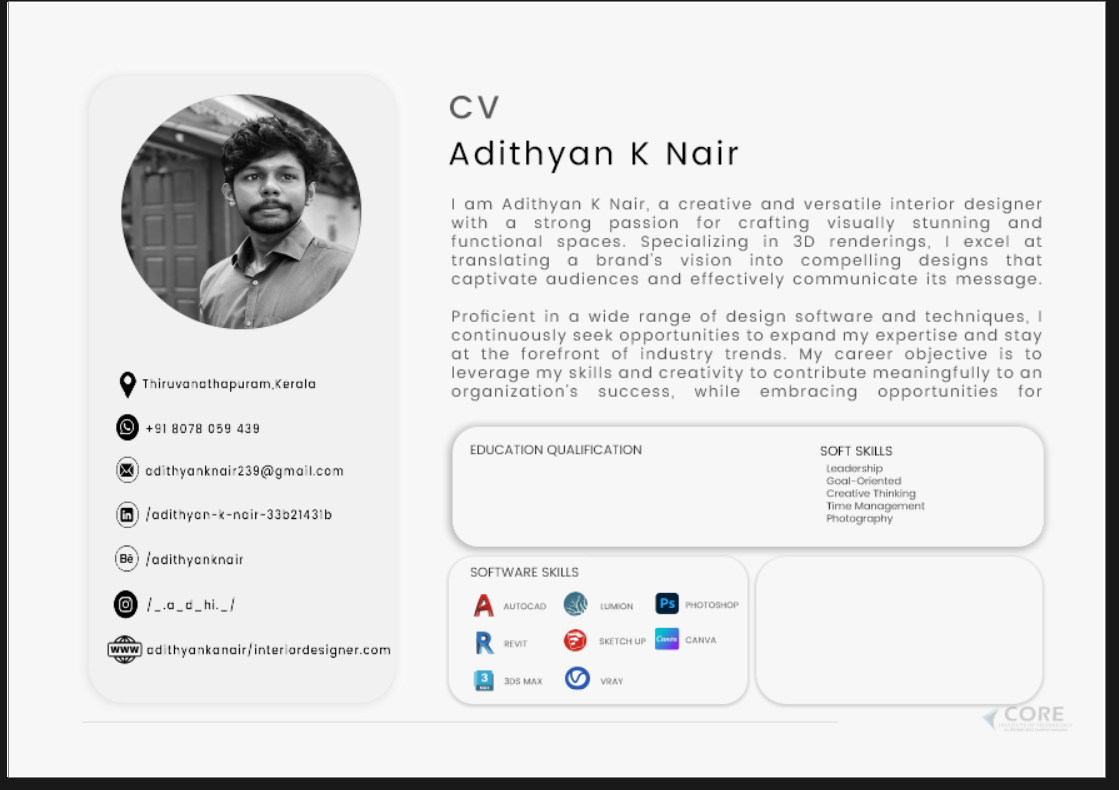 CV
Adithyan K Nair
I am Adithyan K Nair, a creative and versatile interior designer
with a strong passion for crafting visually stunning and
functional spaces. Specializing in 3D renderings, I excel at
translating a brand's vision into compelling designs that
captivate audiences and effectively communicate its message.
Proficient in a wide range of design software and techniques, I
continuously seek opportunities to expand my expertise and stay
at the forefront of industry trends. My career objective is to
leverage my skills and creativity to contribute meaningfully to an
organization's success, while embracing opportunities for
Thiruvanathapuram,Kerala
+91 8078 059 439
adithyanknair239@gmail.com
in /adithyan-k-nair-33b21431b
Bē /adithyanknair
/_.a_d_hi._/
WWW adithyankanair/interiordesigner.com
EDUCATION QUALIFICATION
SOFT SKILLS
Leadership
Goal-Oriented
Creative Thinking
Time Management
Photography
SOFTWARE SKILLS
A AUTOCAD
LUMION
Ps PHOTOSHOP
R REVIT
SKETCH UP
Canva CANVA
3 3DS MAX
VRAY
CORE